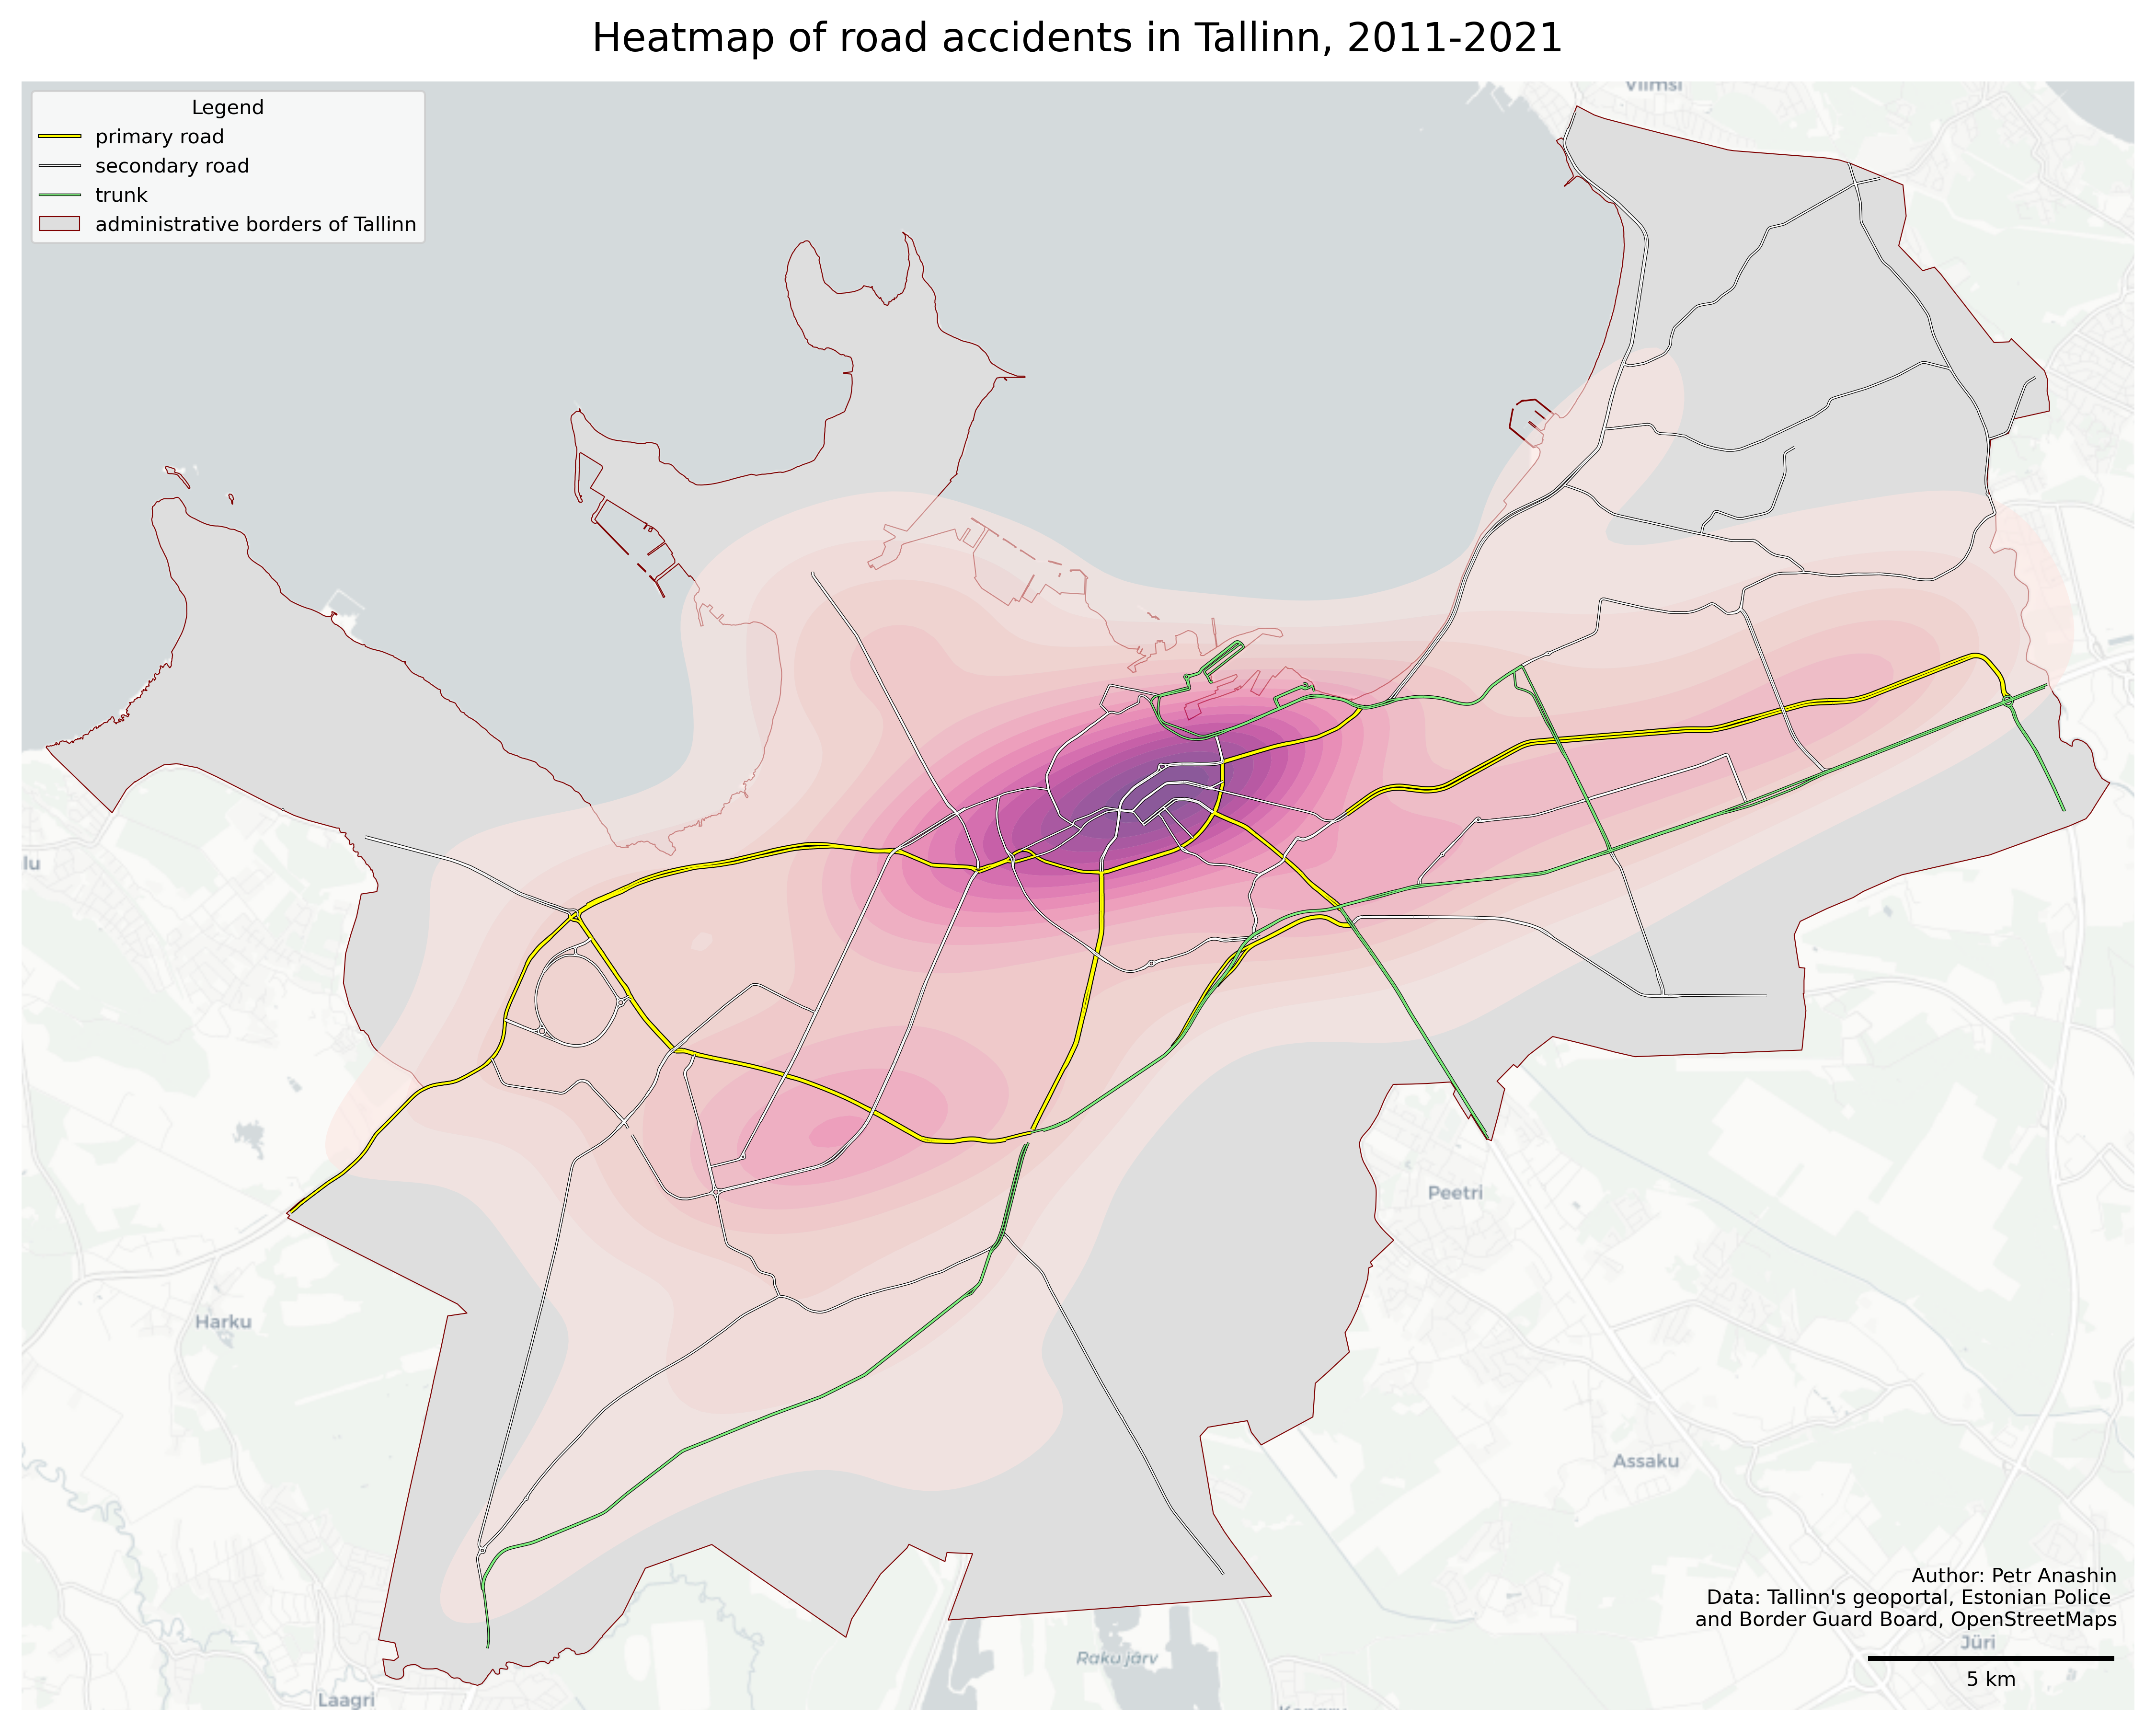 Heatmap of road accidents in Tallinn, 2011-2021
Viimsi
Legend
primary road
secondary road
trunk
administrative borders of Tallinn
lu
Peetri
Harku
Assaku
Author: Petr Anashin
Data: Tallinn's geoportal, Estonian Police
and Border Guard Board, OpenStreetMaps
Jüri
Raku järv
5 km
Laagri